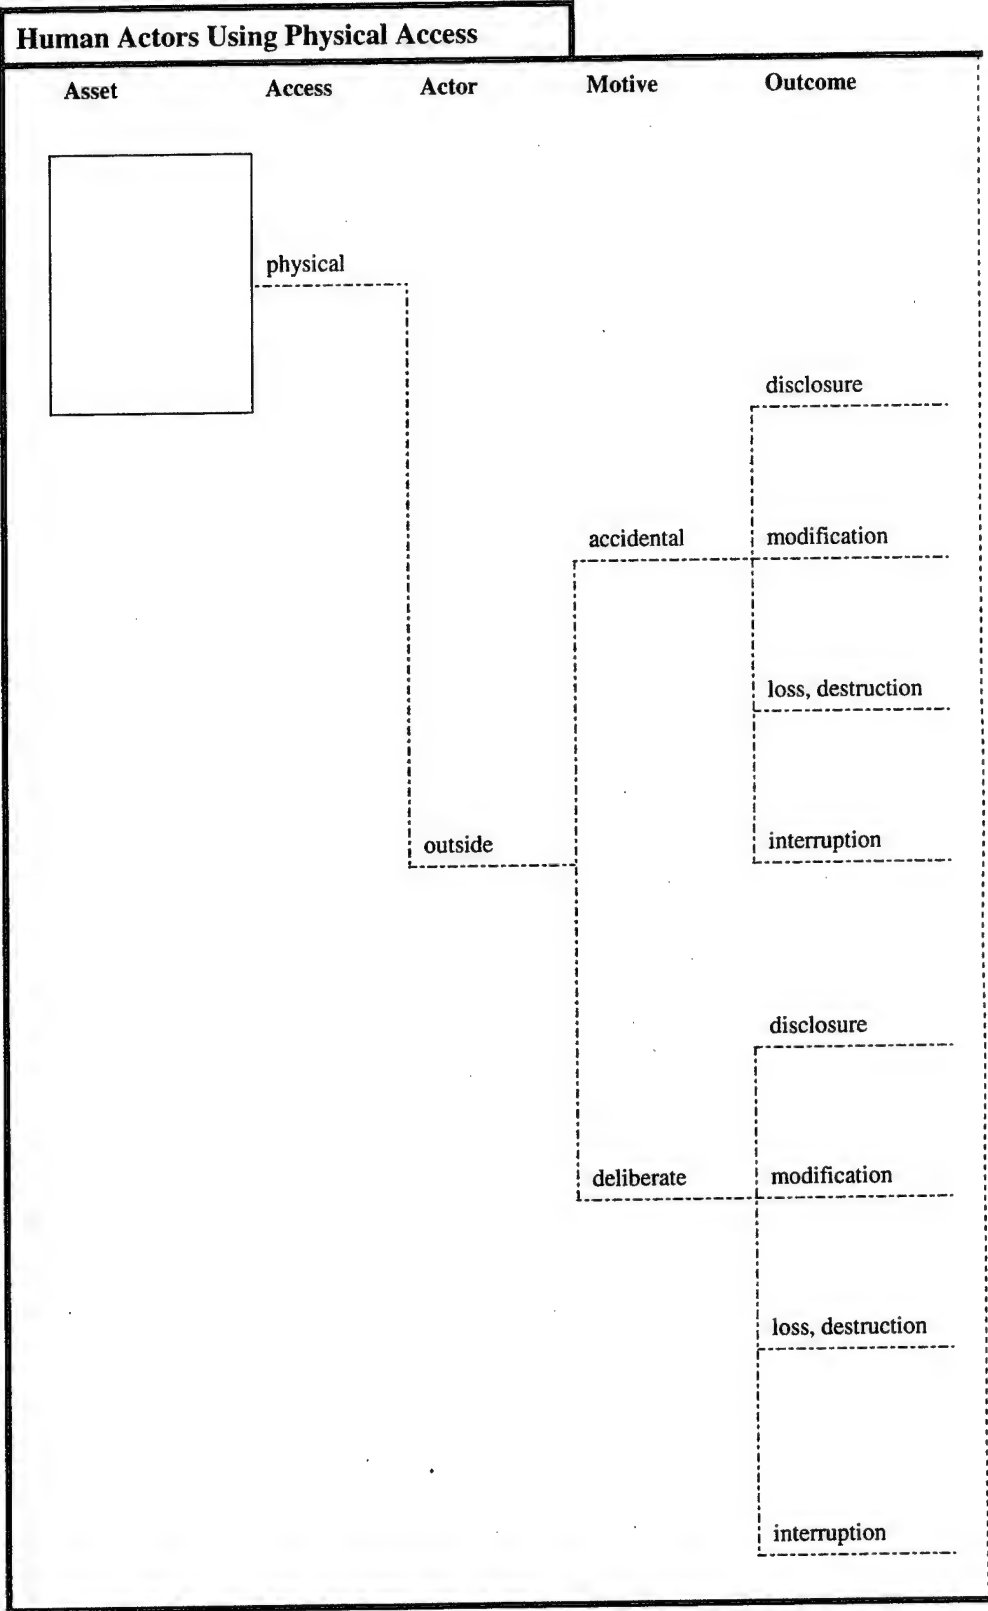 Human Actors Using Physical Access
Asset Access Actor Motive Outcome
physical
disclosure
accidental modification
loss, destruction
outside interruption
disclosure
deliberate modification
loss, destruction
interruption